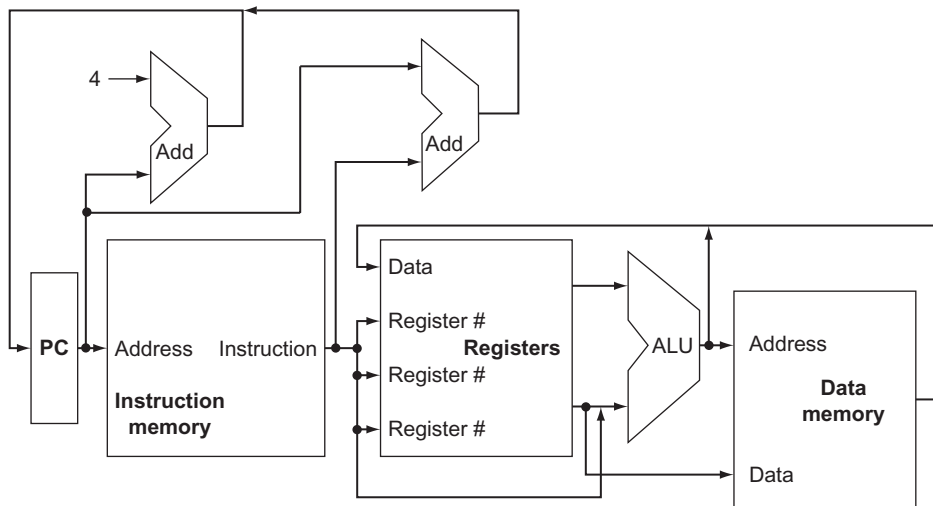 4
Add
Add
Data
Register #
PC
Address
Instruction
Registers
ALU
Address
Register #
Instruction
memory
Data
memory
Register #
Data